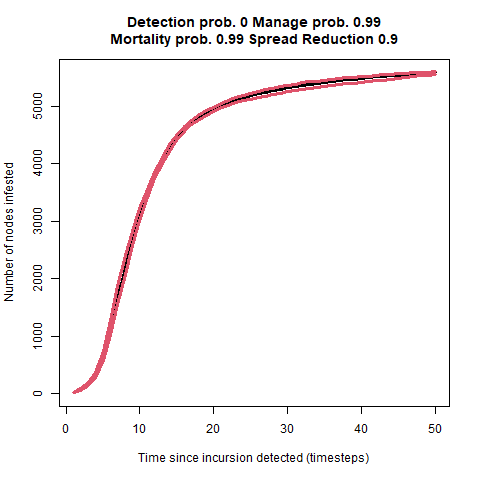 Detection prob. 0 Manage prob. 0.99
Mortality prob. 0.99 Spread Reduction 0.9
Number of nodes infested
5000
4000
3000
2000
1000
0
0 10 20 30 40 50
Time since incursion detected (timesteps)